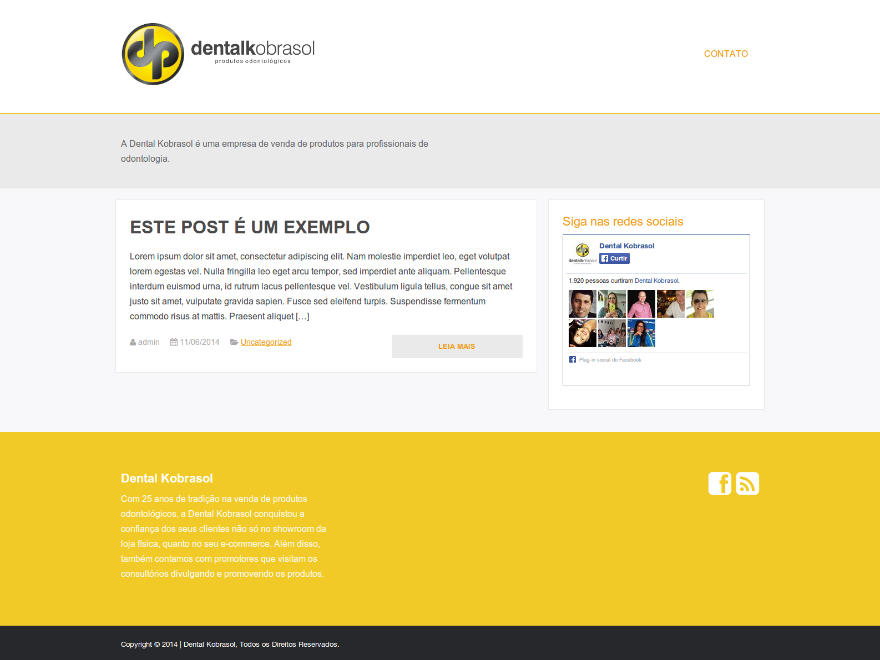 dp
dentalkobrasol
produtos odontológicos
CONTATO
A Dental Kobrasol é uma empresa de venda de produtos para profissionais de
odontologia.
ESTE POST É UM EXEMPLO
Lorem ipsum dolor sit amet, consectetur adipiscing elit. Nam molestie imperdiet leo, eget volutpat
lorem egestas vel. Nulla fringilla leo eget arcu tempor, sed imperdiet ante aliquam. Pellentesque
interdum euismod urna, id rutrum lacus pellentesque vel. Vestibulum ligula tellus, congue sit amet
justo sit amet, vulputate gravida sapien. Fusce sed eleifend turpis. Suspendisse fermentum
commodo risus at mattis. Praesent aliquet […]
admin 11/06/2014 Uncategorized
LEIA MAIS
Siga nas redes sociais
Dental Kobrasol
Curtir
1.920 pessoas curtiram Dental Kobrasol.
Plug-in social do Facebook
Dental Kobrasol
Com 25 anos de tradição na venda de produtos
odontológicos, a Dental Kobrasol conquistou a
confiança dos seus clientes não só no showroom da
loja física, quanto no seu e-commerce. Além disso,
também contamos com promotores que visitam os
consultórios divulgando e promovendo os produtos.
Copyright © 2014 | Dental Kobrasol, Todos os Direitos Reservados.